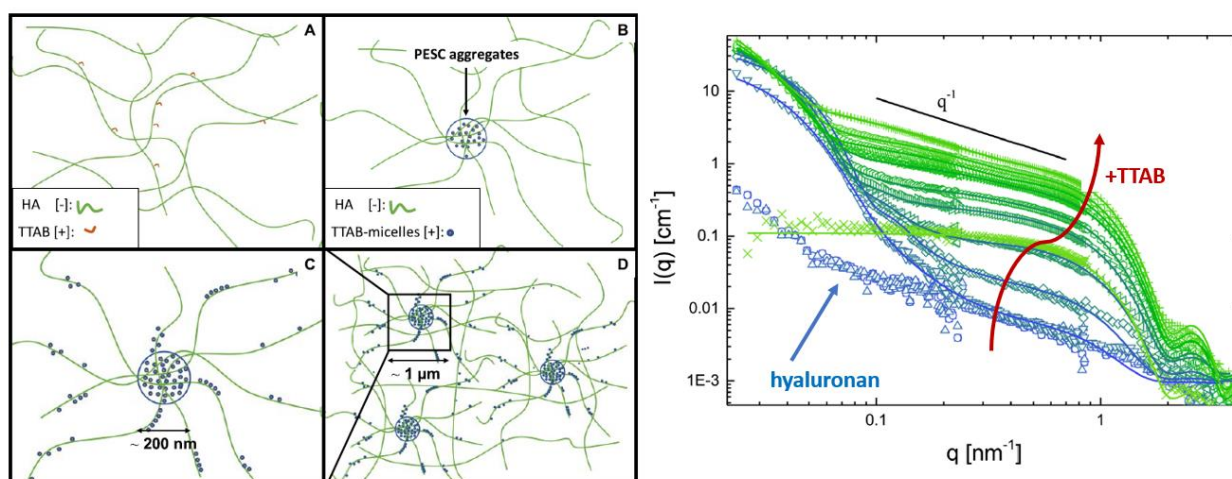 A
HA [-]:
TTAB [+]:
B
PESC aggregates
HA [-]:
TTAB-micelles [+]:
C
~ 200 nm
D
~ 1 µm
I(q) [cm⁻¹]
10
1
0.1
0.01
1E-3
q⁻¹
+TTAB
hyaluronan
0.1
1
q [nm⁻¹]